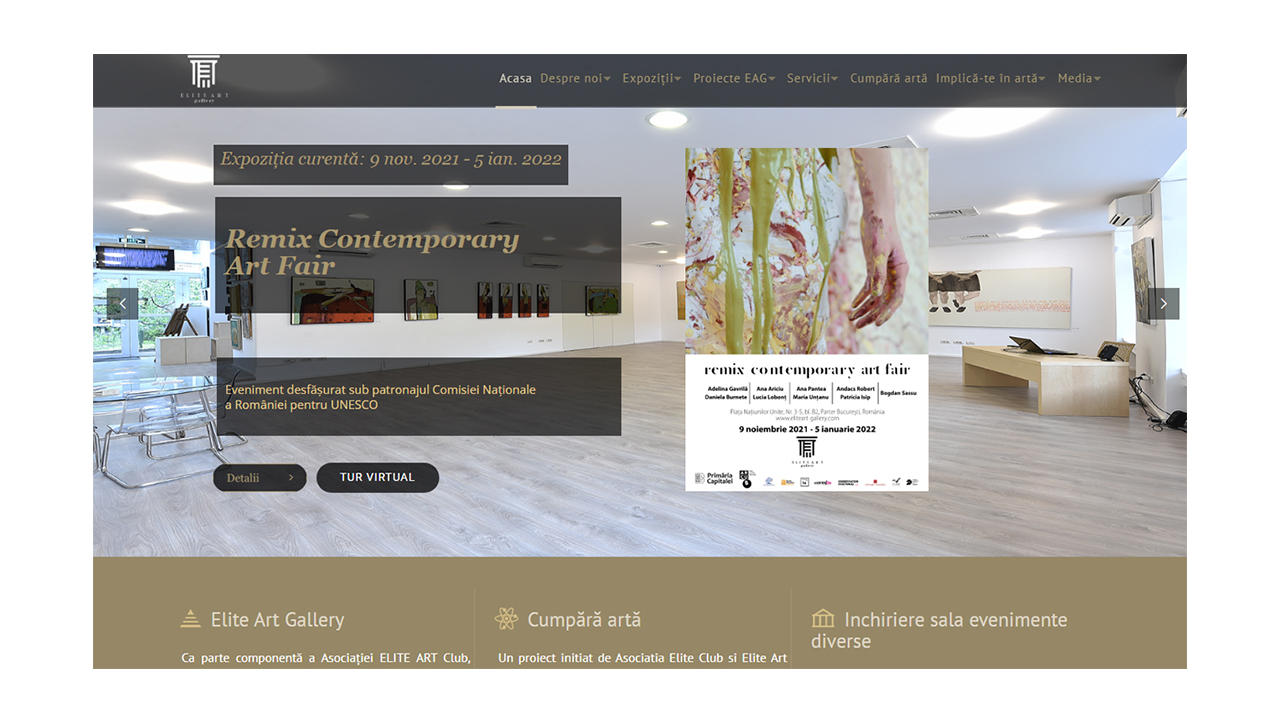 ELITE ART
gallery
Acasa Despre noi Expoziții Proiecte EAG Servicii Cumpără artă Implică-te în artă Media
Expoziția curentă: 9 nov. 2021 - 5 ian. 2022
Remix Contemporary
Art Fair
Eveniment desfășurat sub patronajul Comisiei Naționale
a României pentru UNESCO
Detalii
TUR VIRTUAL
remix contemporary art fair
Adelina Gavrilă Ana Ariciu Ana Pantea Andacs Robert
Daniela Burnete Lucia Lobonț Maria Unțanu Patricia Isip Bogdan Sassu
Piața Națiunilor Unite, Nr. 3-5, bl. B2, Parter București, România
www.eliteart-gallery.com
9 noiembrie 2021 - 5 ianuarie 2022
ELITE ART
gallery
Primăria
Capitalei
Elite Art Gallery
Cumpără artă
Inchiriere sala evenimente
diverse
Ca parte componentă a Asociației ELITE ART Club,
Un proiect initiat de Asociatia Elite Club si Elite Art